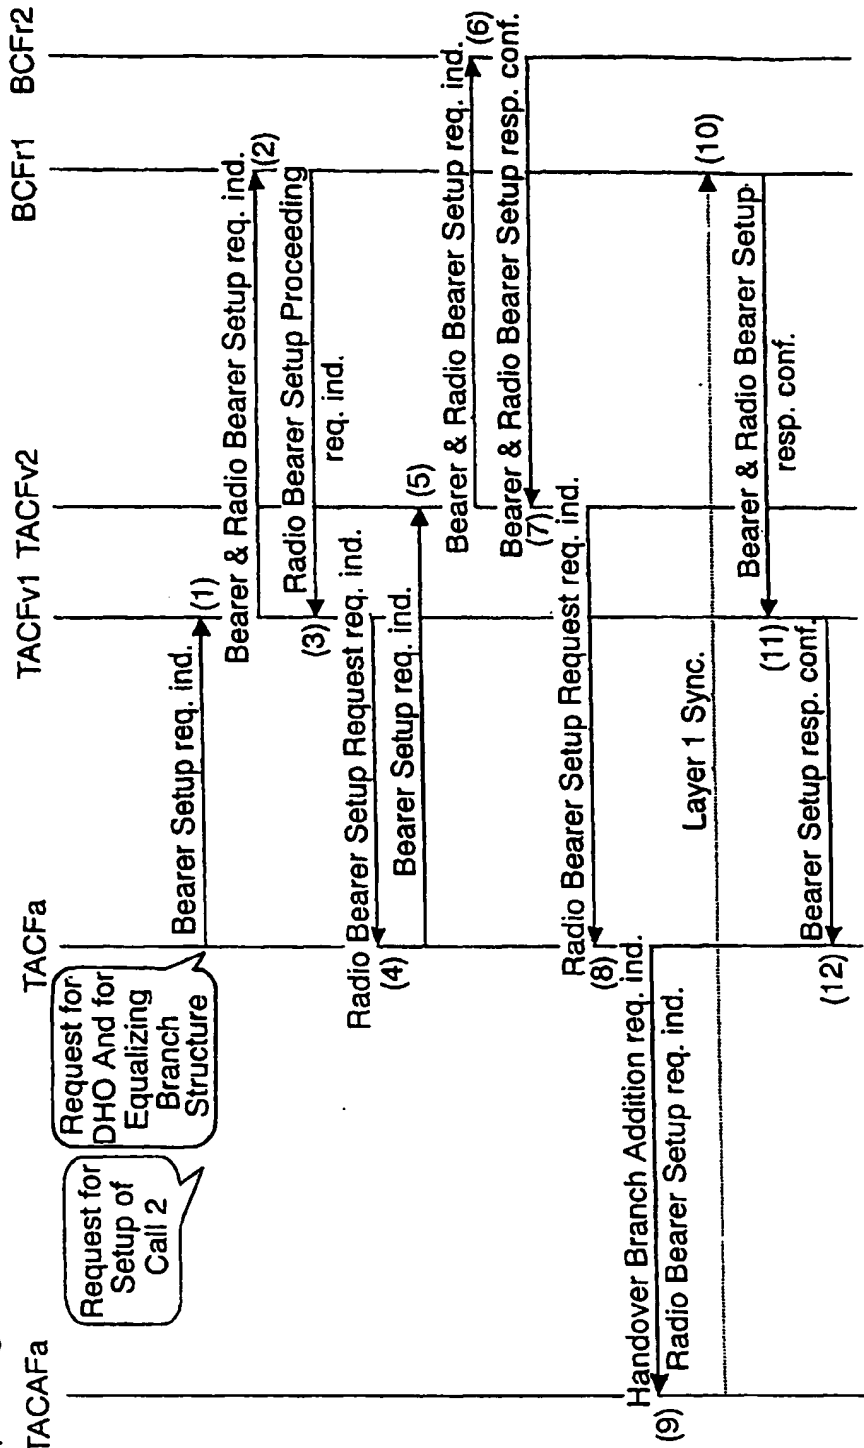 TACAFa
TACFa
TACFv1
TACFv2
BCFr1
BCFr2
Request for
Setup of
Call 2
Request for
DHO And for
Equalizing
Branch
Structure
Bearer Setup req. ind.
(1)
Bearer & Radio Bearer Setup req. ind.
(2)
Radio Bearer Setup Proceeding
req. ind.
(3)
Radio Bearer Setup Request req. ind.
(4)
Bearer Setup req. ind.
(5)
Bearer & Radio Bearer Setup req. ind.
(6)
Bearer & Radio Bearer Setup resp. conf.
(7)
Radio Bearer Setup Request req. ind.
(8)
Handover Branch Addition req. ind.
Radio Bearer Setup req. ind.
(9)
Layer 1 Sync.
(10)
Bearer & Radio Bearer Setup
resp. conf.
(11)
Bearer Setup resp. conf.
(12)